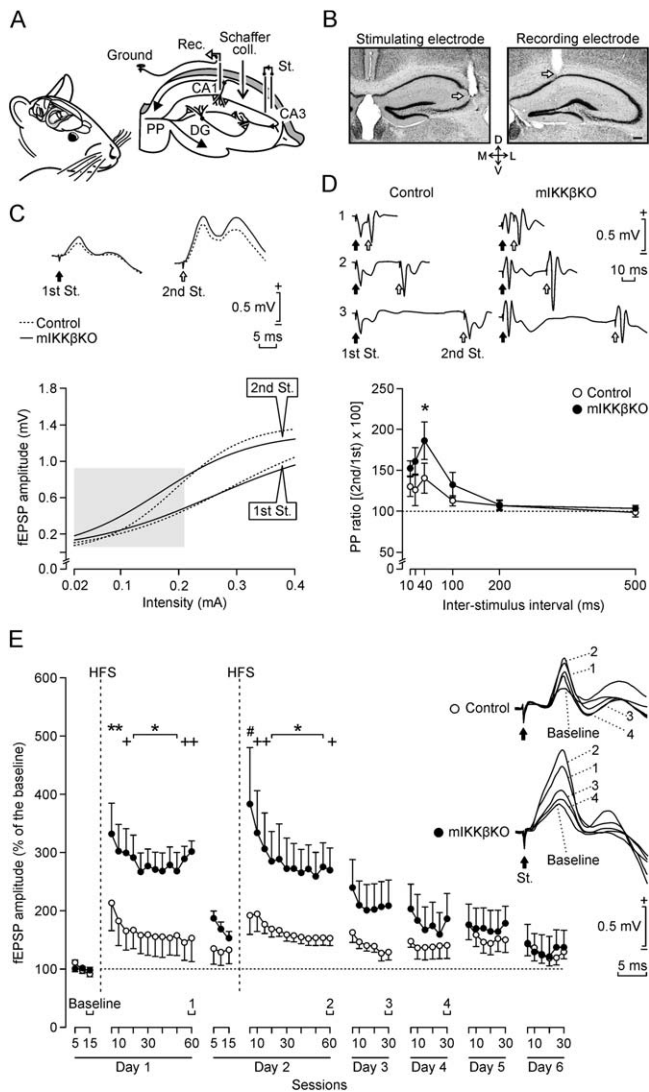 A
Ground
Rec.
Schaffer
coll.
St.
CA1
CA3
PP
DG
B
Stimulating electrode
Recording electrode
D
M L
V
C
1st St.
2nd St.
+
0.5 mV
–
5 ms
Control
mIKKβKO
fEPSP amplitude (mV)
1.8
1.4
1.0
0.6
0.2
0.0
2nd St.
1st St.
0.02 0.1 0.2 0.3 0.4
Intensity (mA)
D
Control mIKKβKO
1
2
3
+
0.5 mV
–
10 ms
1st St. 2nd St.
Control
mIKKβKO
*
PP ratio [(2nd/1st) x 100]
250
200
150
100
50
0
10 40 100 200 500
Inter-stimulus interval (ms)
E
fEPSP amplitude (% of the baseline)
600
500
400
300
200
100
0
HFS HFS
** + * ++
# ++ * +
Baseline 1 2 3 4
5 15 10 30 60 5 15 10 30 60 10 30 10 30 10 30 10 30
Day 1 Day 2 Day 3 Day 4 Day 5 Day 6
Sessions
Control
2
1
3
4
Baseline
mIKKβKO
2
1
3
4
Baseline
St.
+
0.5 mV
–
5 ms